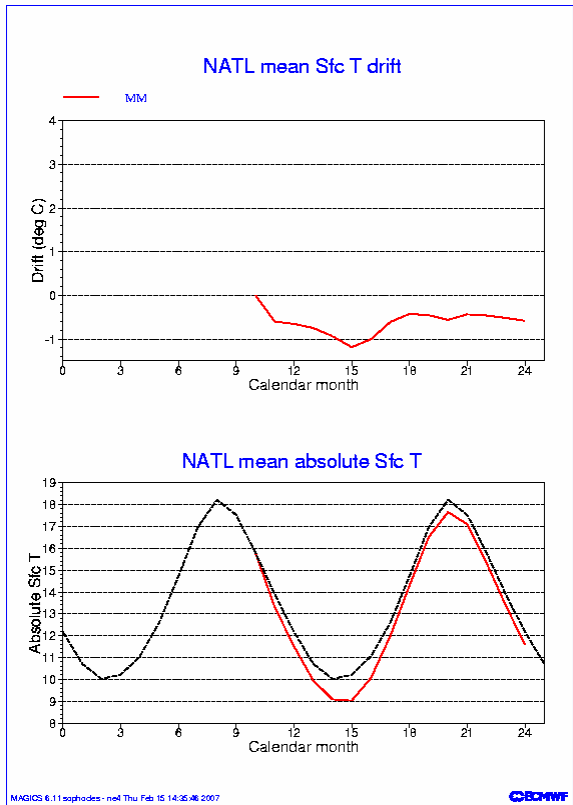 NATL mean Sfc T drift
MM
Drift (deg C)
4
3
2
1
0
-1
0 3 6 9 12 15 18 21 24
Calendar month
NATL mean absolute Sfc T
Absolute Sfc T
19
18
17
16
15
14
13
12
11
10
9
8
0 3 6 9 12 15 18 21 24
Calendar month
MAGICS 6.11 sophodes - ne4 Thu Feb 15 14:35:46 2007
ECMWF